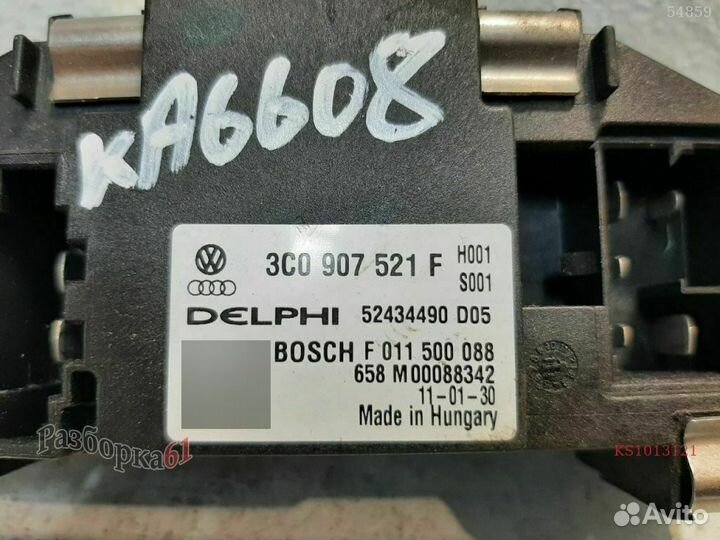 54859
KA6608
3C0 907 521 F
H001
S001
DELPHI 52434490 D05
BOSCH F 011 500 088
658 M00088342
11-01-30
Made in Hungary
Разборка61
KS1013121
Avito